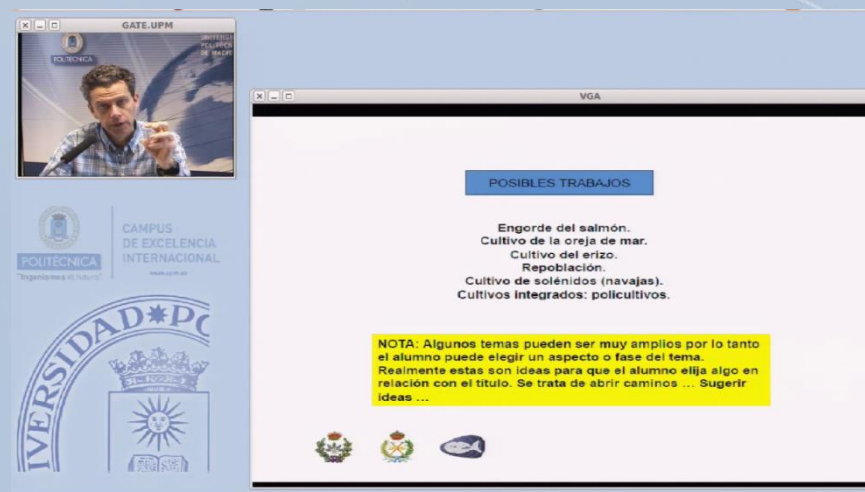 GATE.UPM
POLITÉCNICA
CAMPUS
DE EXCELENCIA
INTERNACIONAL
www.upm.es
POLITÉCNICA
"Ingeniamos el futuro"
VERSIDAD*PO
VGA
POSIBLES TRABAJOS
Engorde del salmón.
Cultivo de la oreja de mar.
Cultivo del erizo.
Repoblación.
Cultivo de solénidos (navajas).
Cultivos integrados: policultivos.
NOTA: Algunos temas pueden ser muy amplios por lo tanto
el alumno puede elegir un aspecto o fase del tema.
Realmente estas son ideas para que el alumno elija algo en
relación con el título. Se trata de abrir caminos … Sugerir
ideas …